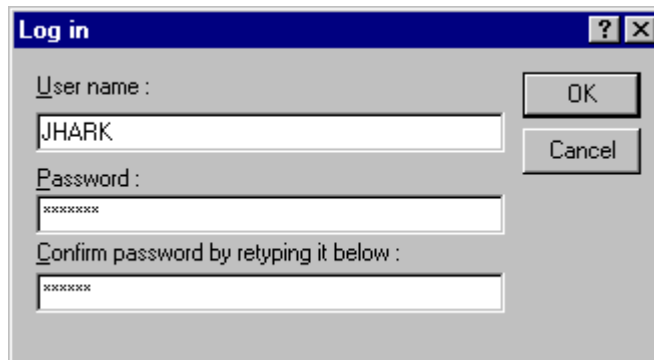 Log in
User name :
OK
JHARK
Cancel
Password :
*******
Confirm password by retyping it below :
******